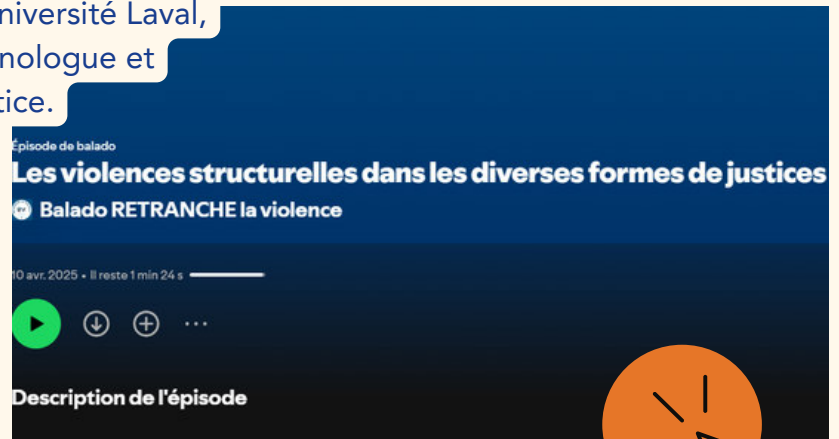 niversité Laval,
nologue et
tice.
Épisode de balado
Les violences structurelles dans les diverses formes de justices
Balado RETRANCHE la violence
10 avr. 2025 • Il reste 1 min 24 s
Description de l'épisode